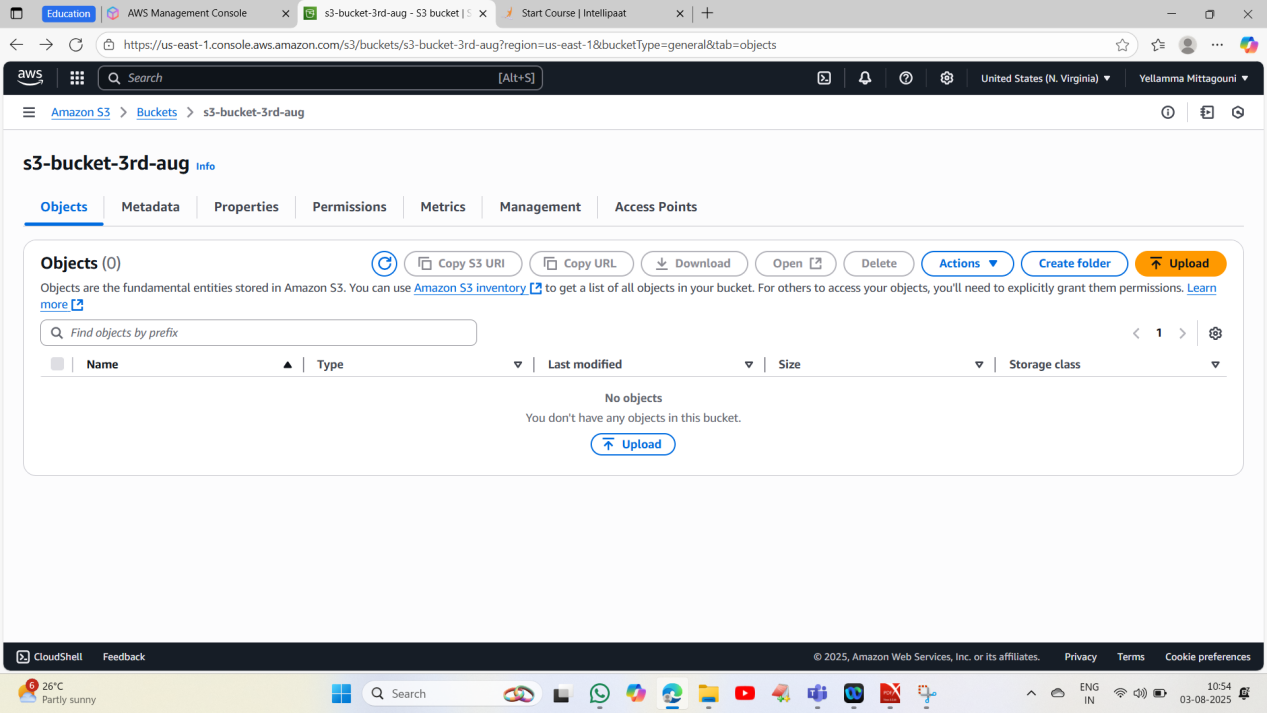 Education
AWS Management Console
s3-bucket-3rd-aug - S3 bucket | S
Start Course | Intellipaat
https://us-east-1.console.aws.amazon.com/s3/buckets/s3-bucket-3rd-aug?region=us-east-1&bucketType=general&tab=objects
aws
Search
[Alt+S]
United States (N. Virginia)
Yellamma Mittagouni
Amazon S3
Buckets
s3-bucket-3rd-aug
s3-bucket-3rd-aug Info
Objects
Metadata
Properties
Permissions
Metrics
Management
Access Points
Objects (0)
Copy S3 URI
Copy URL
Download
Open
Delete
Actions
Create folder
Upload
Objects are the fundamental entities stored in Amazon S3. You can use Amazon S3 inventory to get a list of all objects in your bucket. For others to access your objects, you'll need to explicitly grant them permissions. Learn
more
Find objects by prefix
1
Name
Type
Last modified
Size
Storage class
No objects
You don't have any objects in this bucket.
Upload
CloudShell
Feedback
© 2025, Amazon Web Services, Inc. or its affiliates.
Privacy
Terms
Cookie preferences
6
26°C
Partly sunny
Search
ENG
IN
10:54
03-08-2025